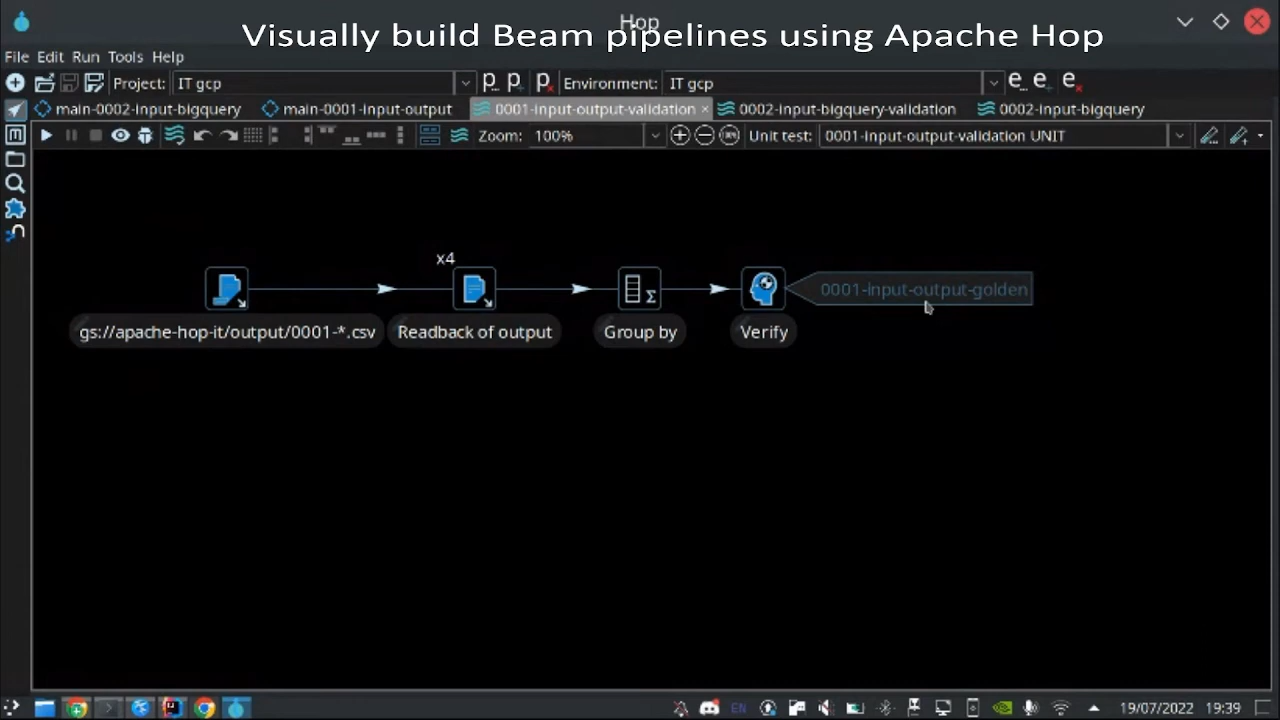 Hop
Visually build Beam pipelines using Apache Hop
File Edit Run Tools Help
Project: IT gcp Environment: IT gcp
main-0002-input-bigquery main-0001-input-output 0001-input-output-validation 0002-input-bigquery-validation 0002-input-bigquery
Zoom: 100% Unit test: 0001-input-output-validation UNIT
x4
0001-input-output-golden
gs://apache-hop-it/output/0001-*.csv Readback of output Group by Verify
EN 19/07/2022 19:39